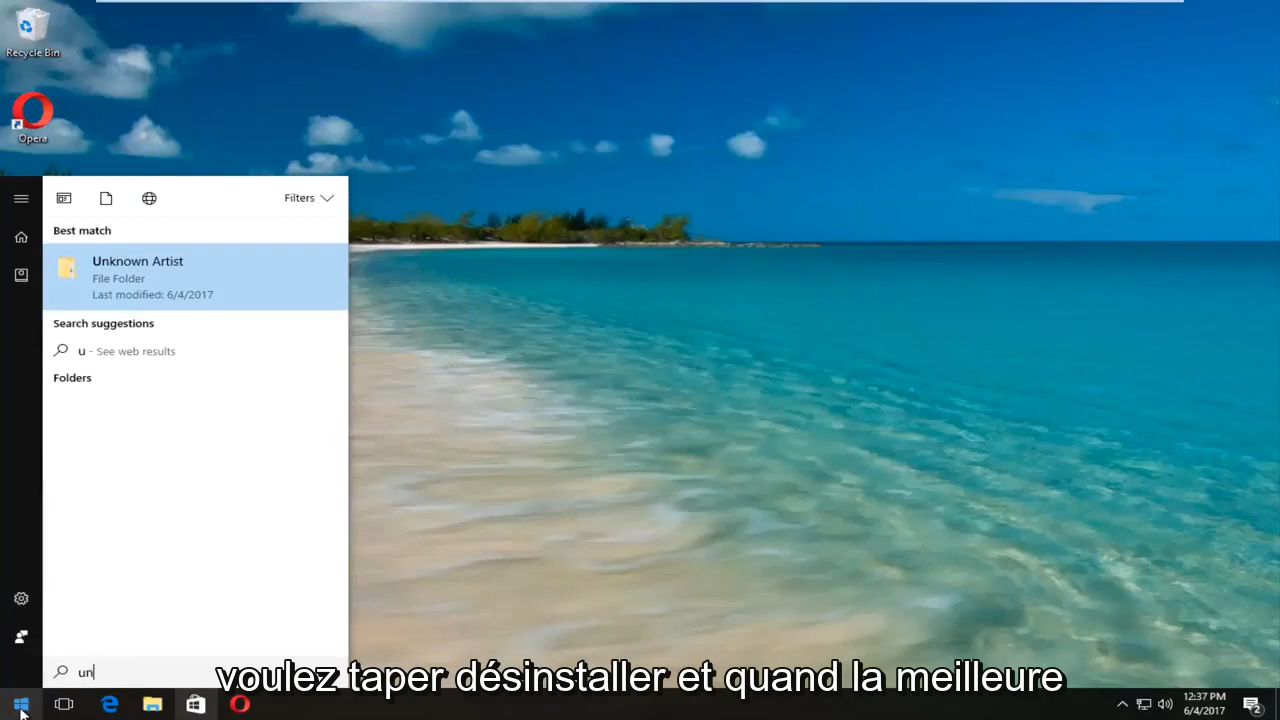 Recycle Bin
Opera
Filters
Best match
Unknown Artist
File Folder
Last modified: 6/4/2017
Search suggestions
u - See web results
Folders
un
voulez taper désinstaller et quand la meilleure
12:37 PM
6/4/2017
2